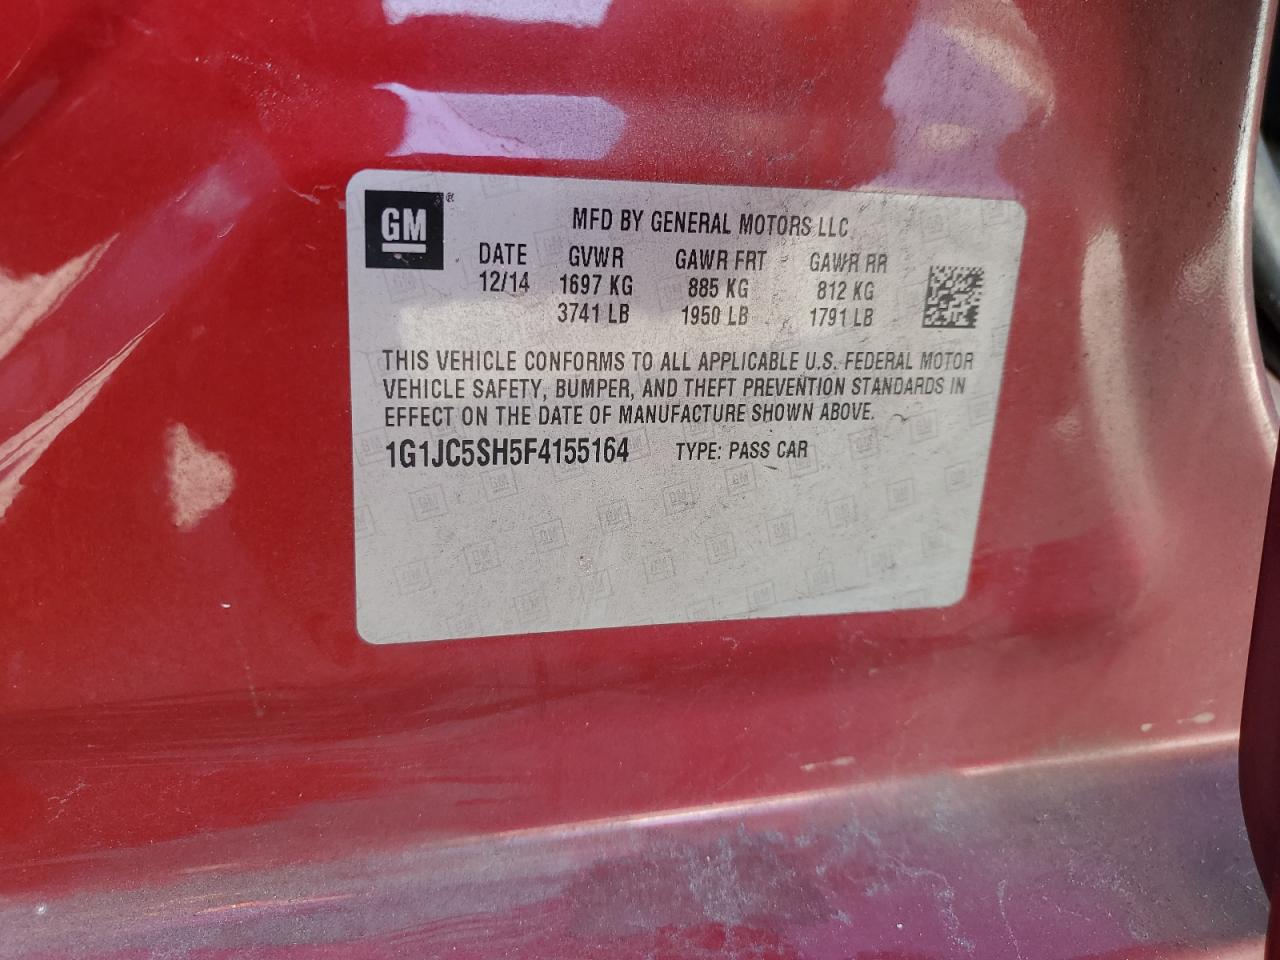 GM ®
MFD BY GENERAL MOTORS LLC
DATE GVWR GAWR FRT GAWR RR
12/14 1697 KG 885 KG 812 KG
3741 LB 1950 LB 1791 LB
THIS VEHICLE CONFORMS TO ALL APPLICABLE U.S. FEDERAL MOTOR
VEHICLE SAFETY, BUMPER, AND THEFT PREVENTION STANDARDS IN
EFFECT ON THE DATE OF MANUFACTURE SHOWN ABOVE.
1G1JC5SH5F4155164 TYPE: PASS CAR